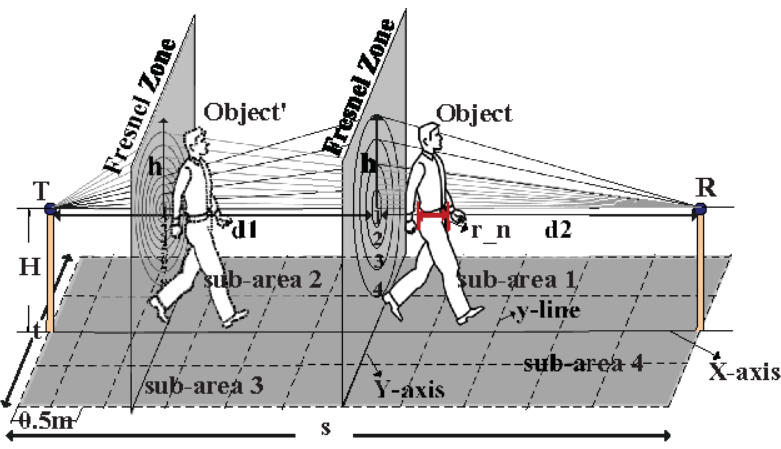 Fresnel Zone
Fresnel Zone
Object'
Object
h
h
T
R
d1
1
2
3
4
r_n
d2
H
sub-area 2
sub-area 1
t
y-line
sub-area 4
X-axis
sub-area 3
Y-axis
0.5m
s